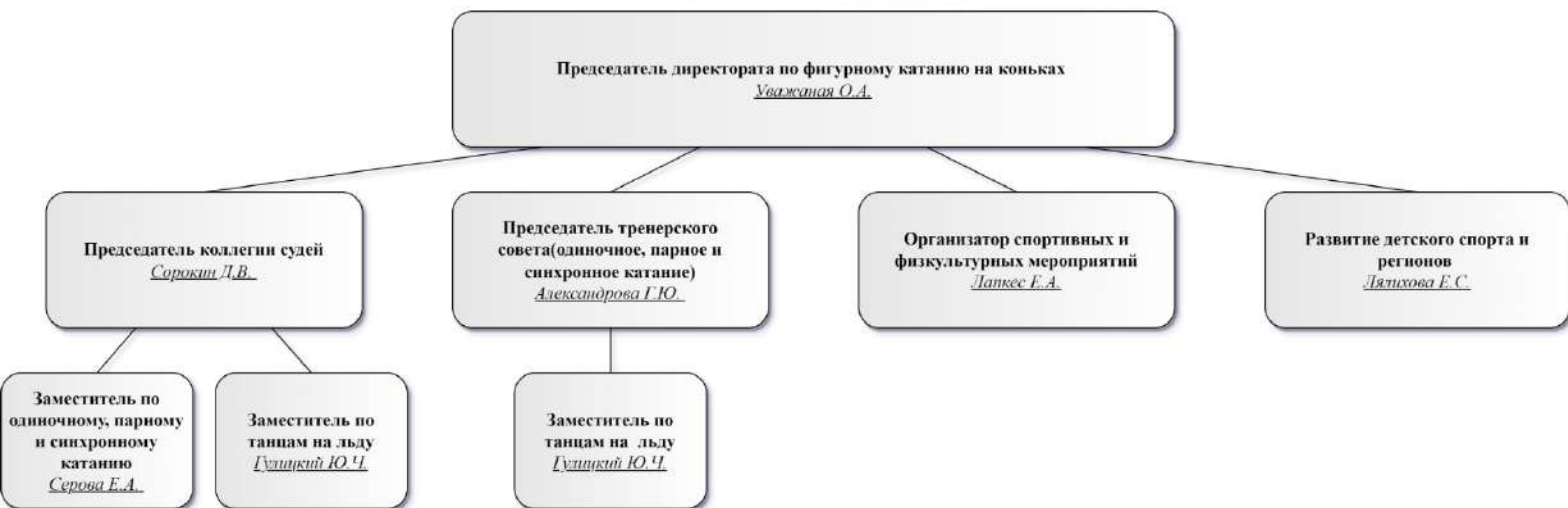 Председатель директората по фигурному катанию на коньках
Уважаная О.А.
Председатель коллегии судей
Сорокин Д.В.
Председатель тренерского
совета(одиночное, парное и
синхронное катание)
Александрова Г.Ю.
Организатор спортивных и
физкультурных мероприятий
Лапкес Е.А.
Развитие детского спорта и
регионов
Ляпихова Е.С.
Заместитель по
одиночному, парному
и синхронному
катанию
Серова Е.А.
Заместитель по
танцам на льду
Гулицкий Ю.Ч.
Заместитель по
танцам на льду
Гулицкий Ю.Ч.